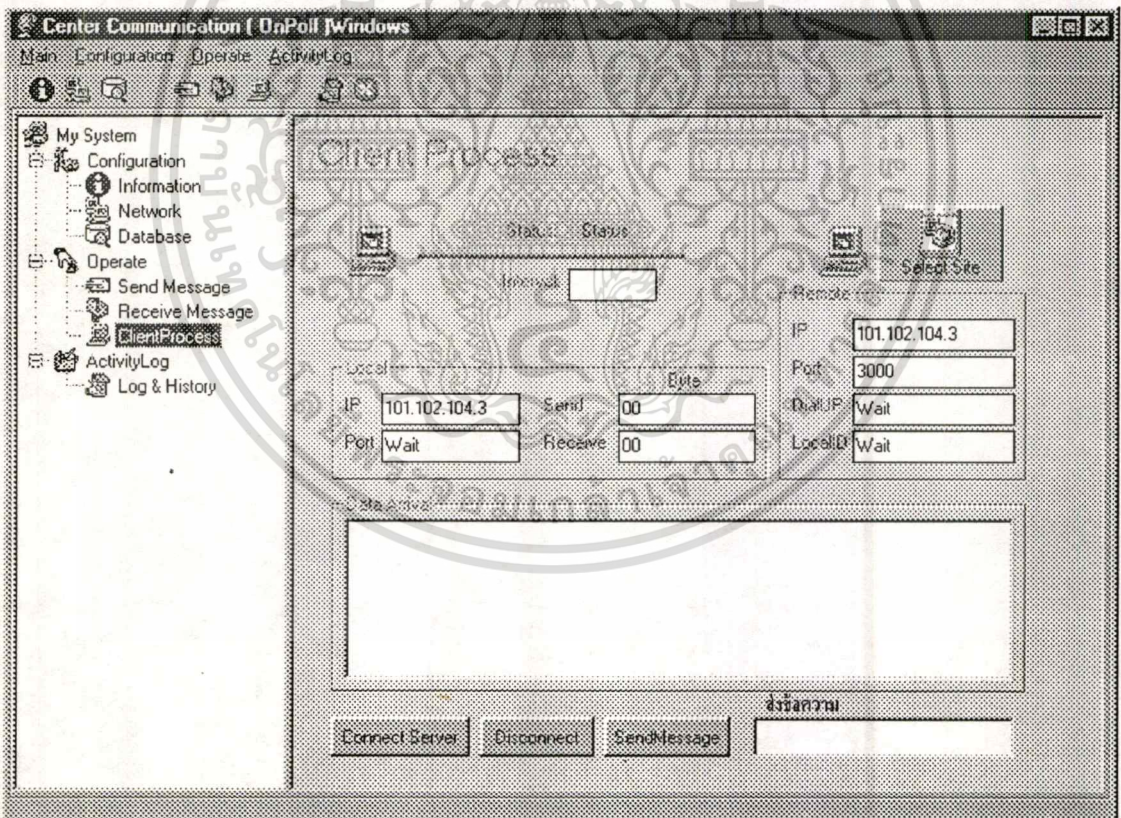 Center Communication [ OnPoll ]Windows
Main Configuration Operate ActivityLog
My System
Configuration
Information
Network
Database
Operate
Send Message
Receive Message
ClientProcess
ActivityLog
Log & History
Client Process
Status : Status
Interval
Select Site
Remote
IP 101.102.104.3
Port 3000
DialUP Wait
LocalID Wait
Local
Byte
IP 101.102.104.3 Send 00
Port Wait Receive 00
Data Arrival
ส่งข้อความ
Connect Server Disconnect SendMessage